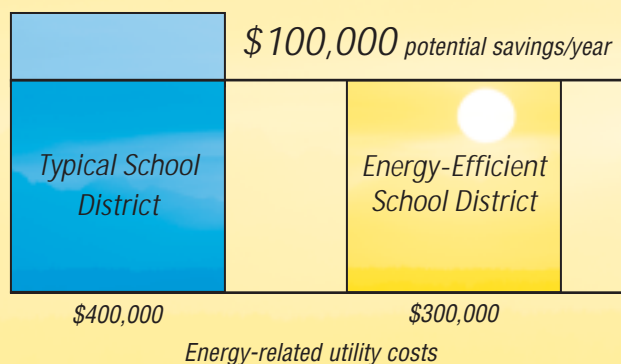 $100,000 potential savings/year
Typical School
District
Energy-Efficient
School District
$400,000
$300,000
Energy-related utility costs